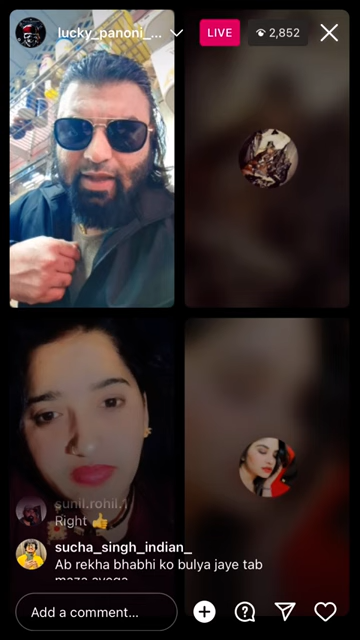 lucky_panoni_...
LIVE
2,852
sunil.rohil.1
Right 👍
sucha_singh_indian_
Ab rekha bhabhi ko bulya jaye tab
maza ayega
Add a comment...